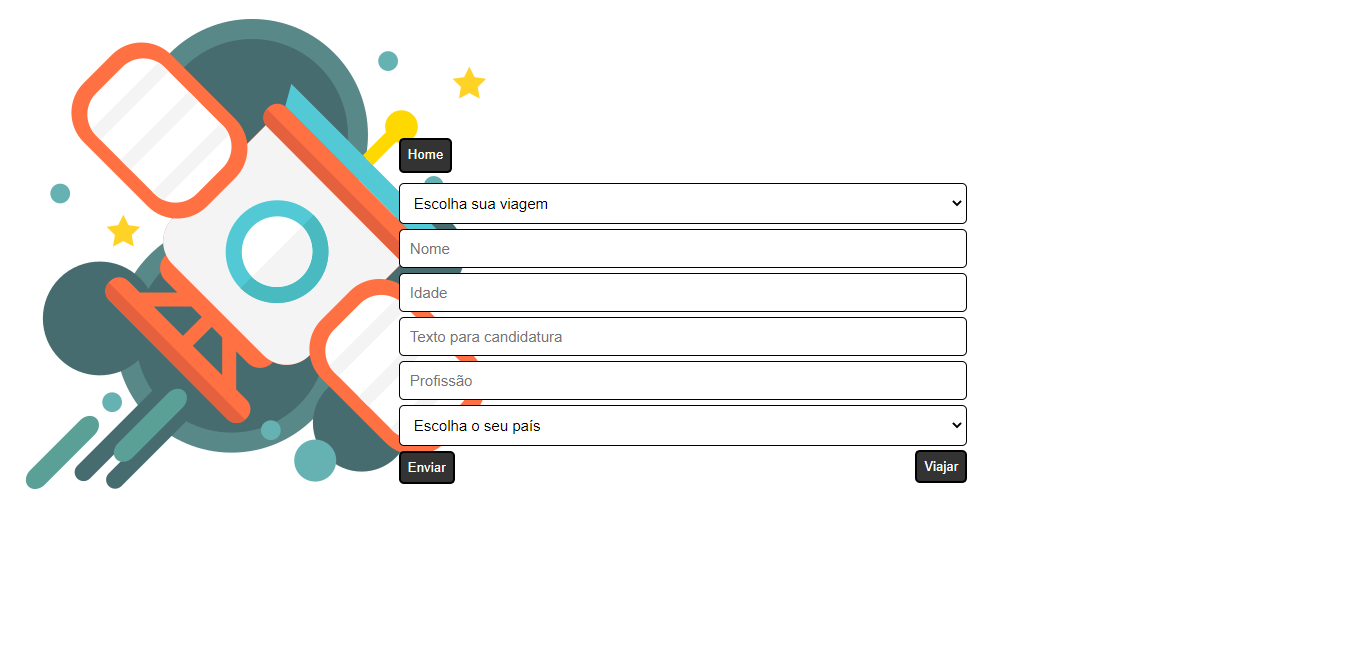 Home
Escolha sua viagem
Nome
Idade
Texto para candidatura
Profissão
Escolha o seu país
Enviar
Viajar